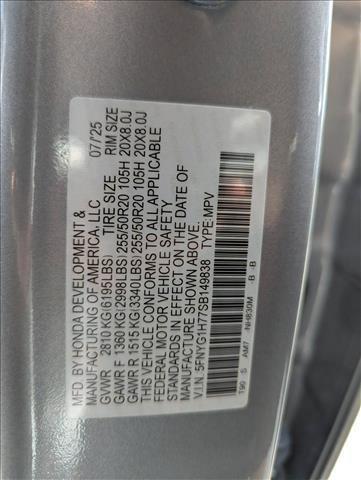 MFD. BY HONDA DEVELOPMENT &
MANUFACTURING OF AMERICA, LLC 07/25
GVWR 2810 KG(6195LBS) TIRE SIZE RIM SIZE
GAWR F 1360 KG(2998LBS) 255/50R20 105H 20X8.0J
GAWR R 1515 KG(3340LBS) 255/50R20 105H 20X8.0J
THIS VEHICLE CONFORMS TO ALL APPLICABLE
FEDERAL MOTOR VEHICLE SAFETY
STANDARDS IN EFFECT ON THE DATE OF
MANUFACTURE SHOWN ABOVE.
V.I.N. 5FNYG1H77SB149838 TYPE:MPV
T90 :S AM7 :NH830M B -B